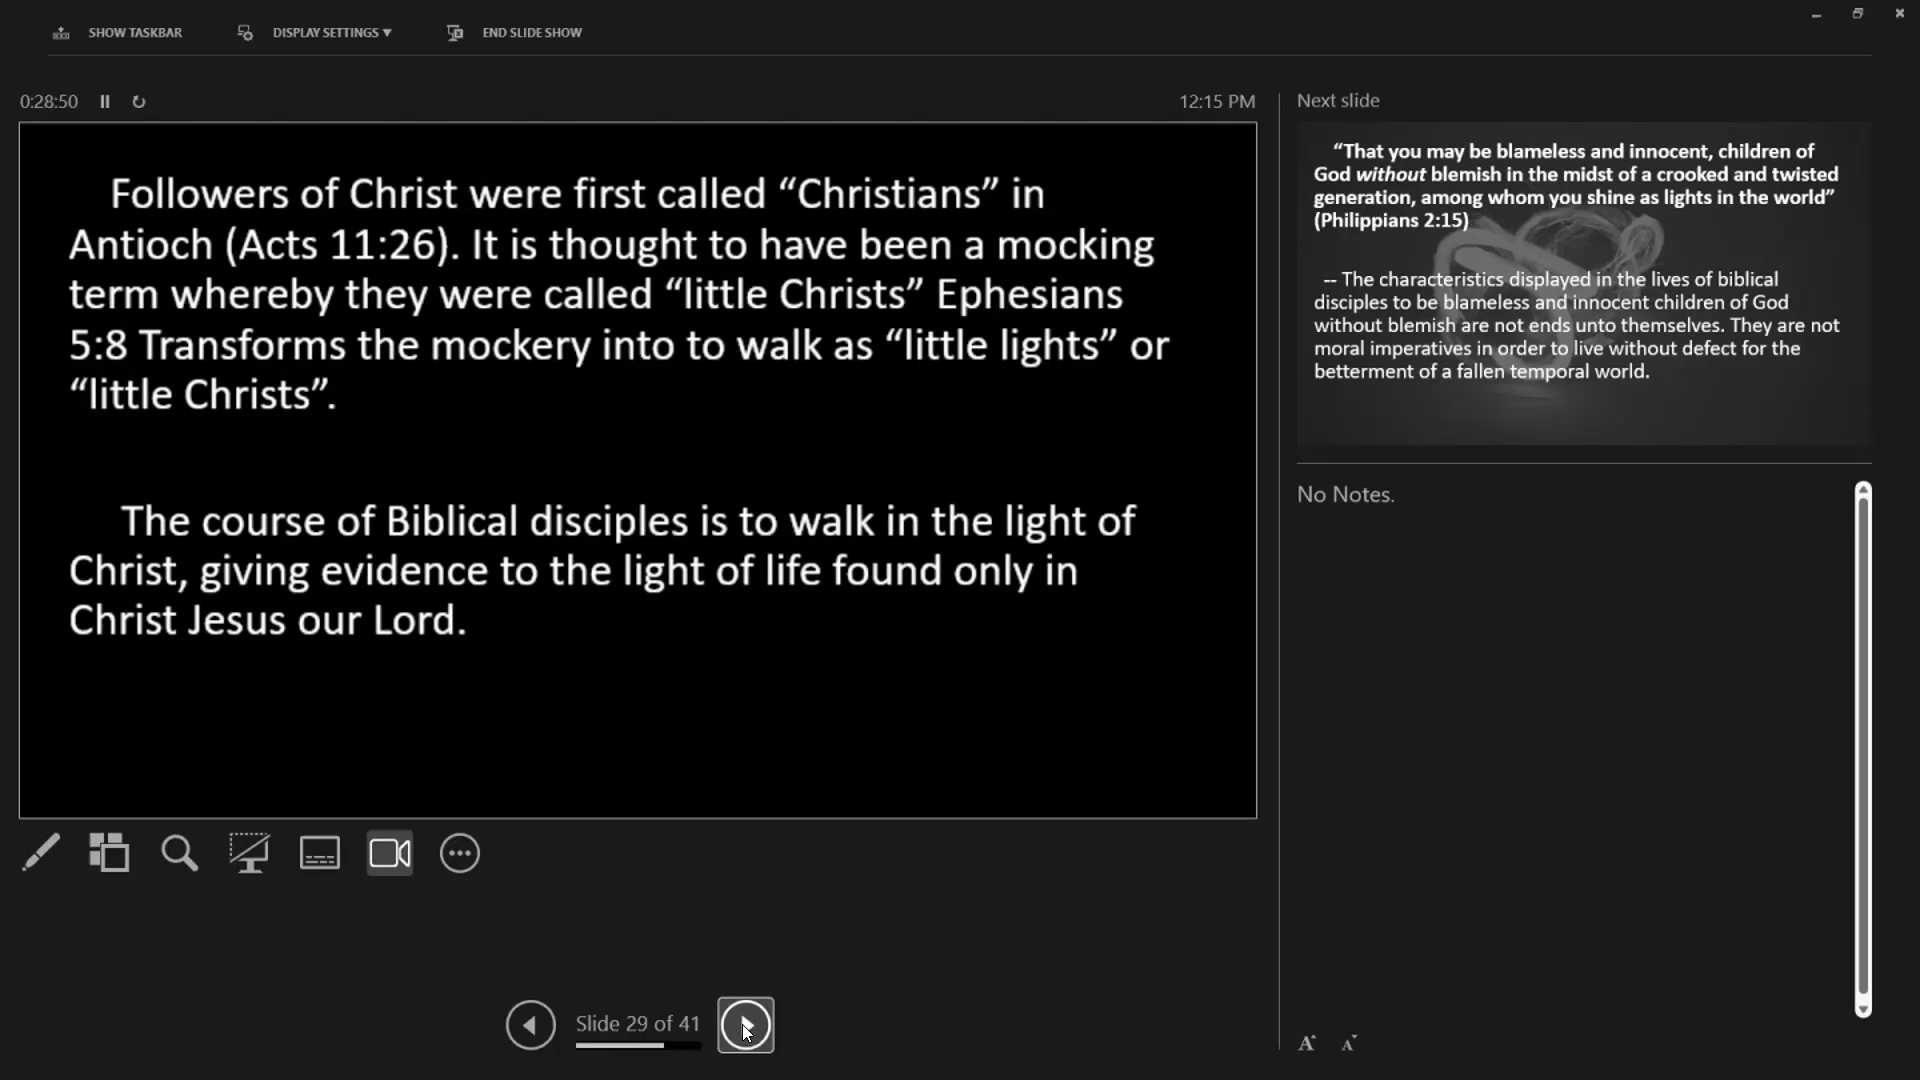 SHOW TASKBAR
DISPLAY SETTINGS ▼
END SLIDE SHOW
0:28:50
12:15 PM
Followers of Christ were first called “Christians” in
Antioch (Acts 11:26). It is thought to have been a mocking
term whereby they were called “little Christs” Ephesians
5:8 Transforms the mockery into to walk as “little lights” or
“little Christs”.
The course of Biblical disciples is to walk in the light of
Christ, giving evidence to the light of life found only in
Christ Jesus our Lord.
Slide 29 of 41
Next slide
“That you may be blameless and innocent, children of
God without blemish in the midst of a crooked and twisted
generation, among whom you shine as lights in the world”
(Philippians 2:15)
-- The characteristics displayed in the lives of biblical
disciples to be blameless and innocent children of God
without blemish are not ends unto themselves. They are not
moral imperatives in order to live without defect for the
betterment of a fallen temporal world.
No Notes.
A A